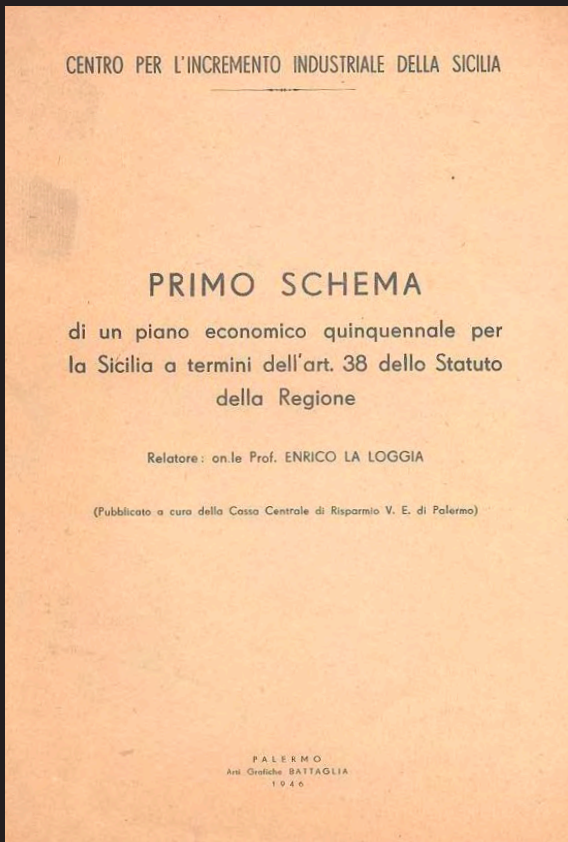 CENTRO PER L'INCREMENTO INDUSTRIALE DELLA SICILIA
PRIMO SCHEMA
di un piano economico quinquennale per
la Sicilia a termini dell'art. 38 dello Statuto
della Regione
Relatore: on.le Prof. ENRICO LA LOGGIA
(Pubblicato a cura della Cassa Centrale di Risparmio V. E. di Palermo)
PALERMO
Arti Grafiche BATTAGLIA
1946